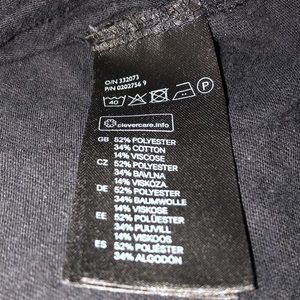 O/N 332073
P/N 0202756 9
40 P
clevercare.info
GB 52% POLYESTER
34% COTTON
14% VISCOSE
CZ 52% POLYESTER
34% BAVLNA
14% VISKÓZA
DE 52% POLYESTER
34% BAUMWOLLE
14% VISKOSE
EE 52% POLÜESTER
34% PUUVILL
14% VISKOOS
ES 52% POLIÉSTER
34% ALGODÓN